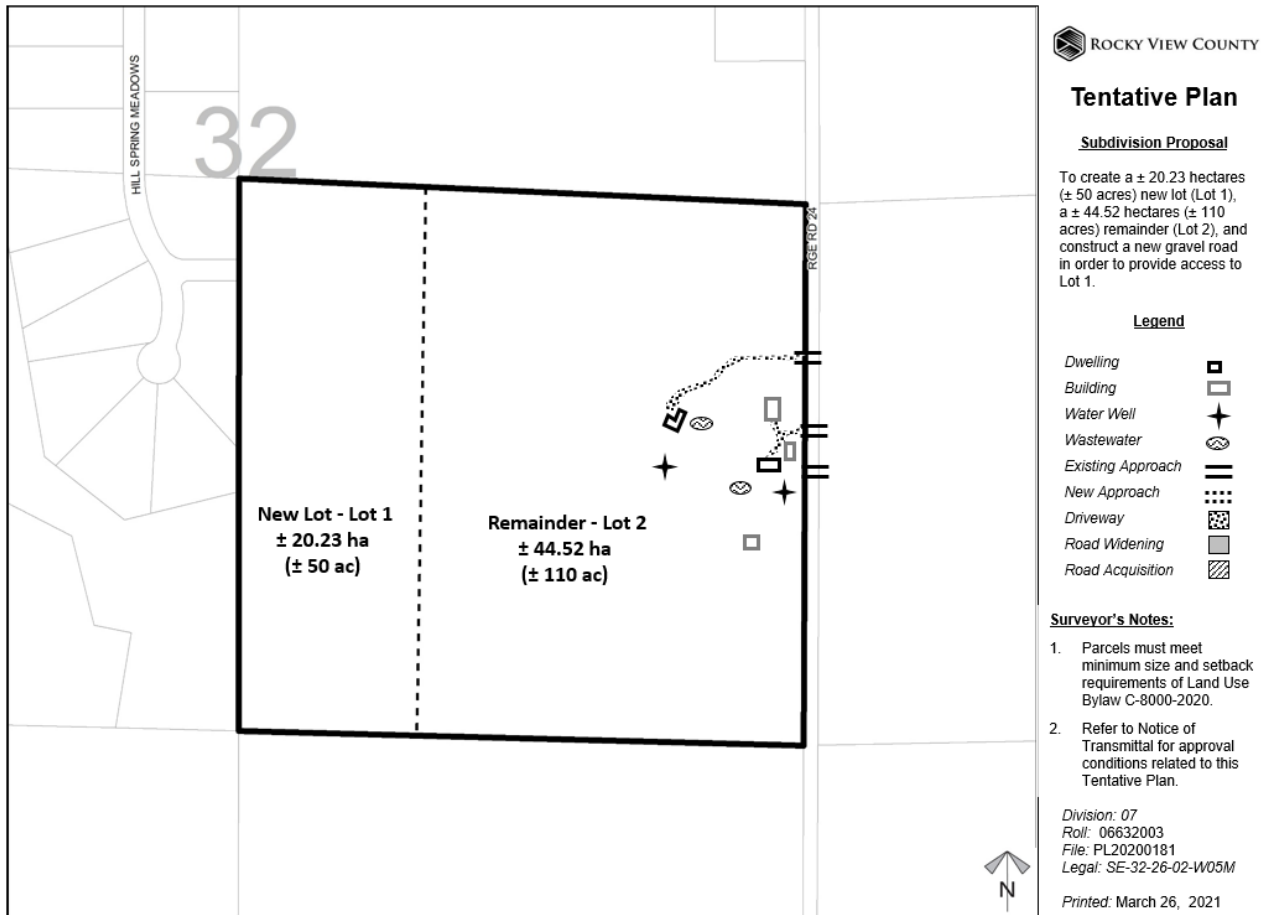 HILL SPRING MEADOWS
32
RGE RD 24
New Lot - Lot 1
± 20.23 ha
(± 50 ac)
Remainder - Lot 2
± 44.52 ha
(± 110 ac)
N
ROCKY VIEW COUNTY
Tentative Plan
Subdivision Proposal
To create a ± 20.23 hectares
(± 50 acres) new lot (Lot 1),
a ± 44.52 hectares (± 110
acres) remainder (Lot 2), and
construct a new gravel road
in order to provide access to
Lot 1.
Legend
Dwelling
Building
Water Well
Wastewater
Existing Approach
New Approach
Driveway
Road Widening
Road Acquisition
Surveyor's Notes:
1. Parcels must meet
minimum size and setback
requirements of Land Use
Bylaw C-8000-2020.
2. Refer to Notice of
Transmittal for approval
conditions related to this
Tentative Plan.
Division: 07
Roll: 06632003
File: PL20200181
Legal: SE-32-26-02-W05M
Printed: March 26, 2021